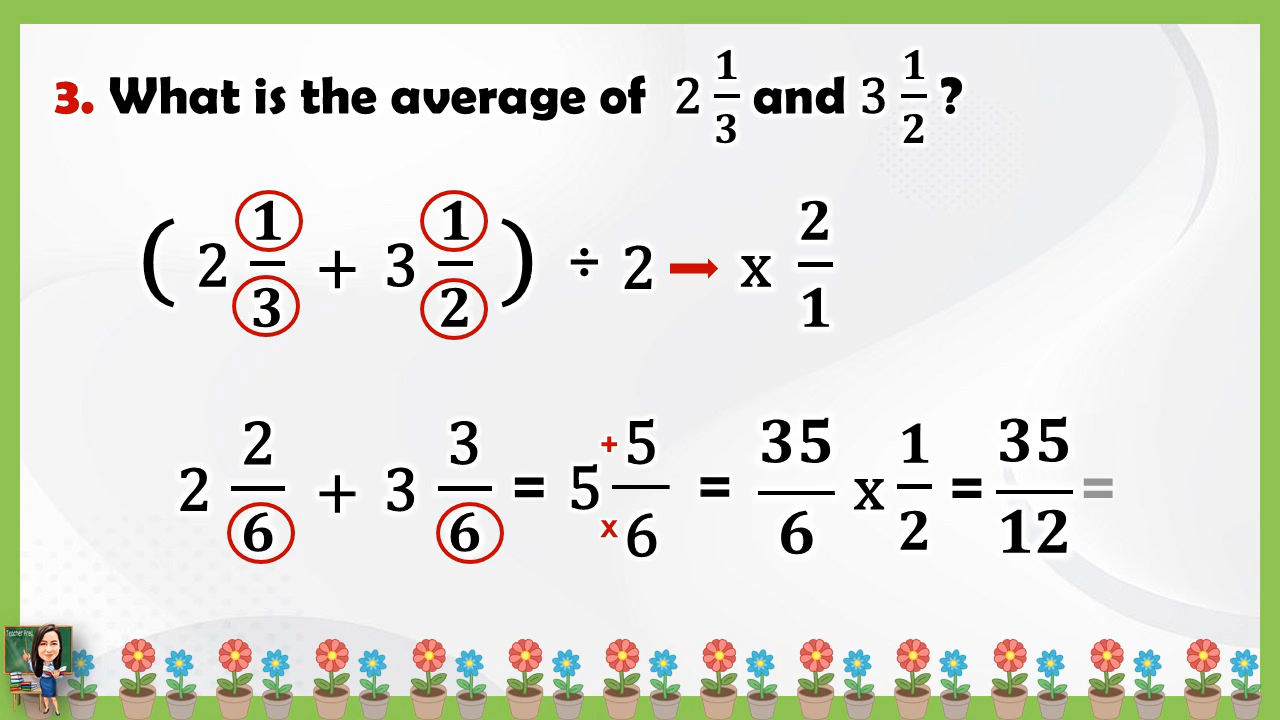 3. What is the average of 2 1/3 and 3 1/2 ?
( 2 1/3 + 3 1/2 ) ÷ 2 → x 2/1
2 2/6 + 3 3/6 = 5 + x 5/6 = 35/6 x 1/2 = 35/12 =